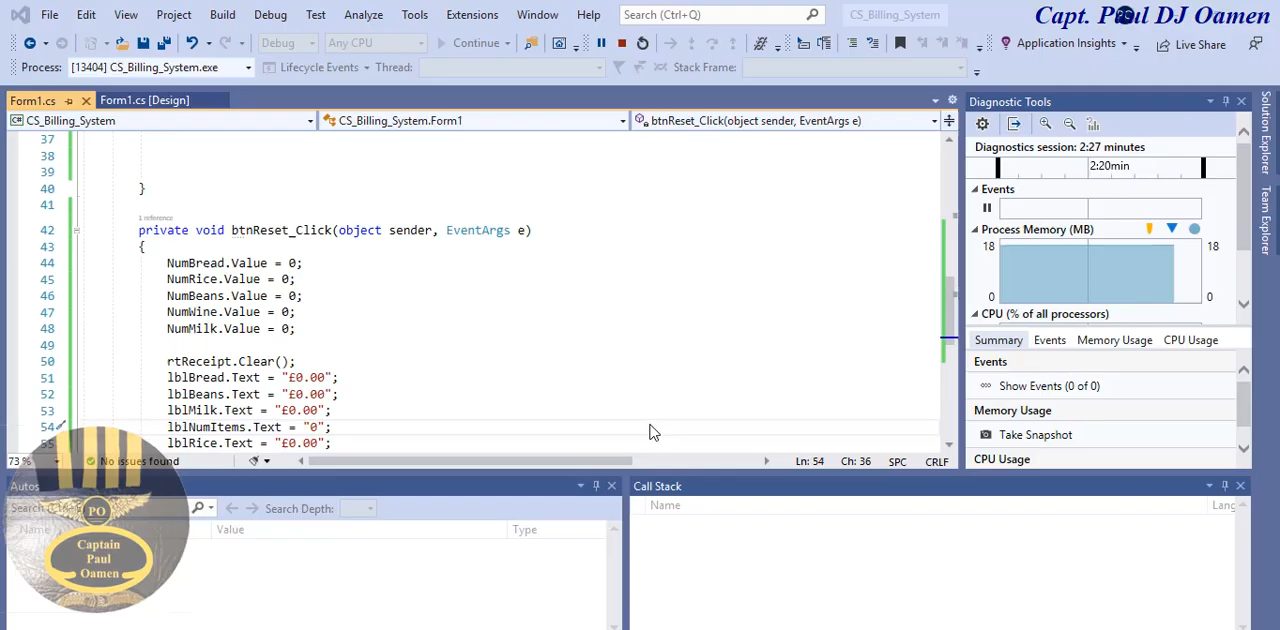 File Edit View Project Build Debug Test Analyze Tools Extensions Window Help Search (Ctrl+Q) CS_Billing_System
Capt. Paul DJ Oamen
Debug Any CPU Continue Application Insights Live Share
Process: [13404] CS_Billing_System.exe Lifecycle Events Thread: Stack Frame:
Form1.cs Form1.cs [Design]
CS_Billing_System CS_Billing_System.Form1 btnReset_Click(object sender, EventArgs e)
37
38
39
40 }
41
1 reference
42 private void btnReset_Click(object sender, EventArgs e)
43 {
44 NumBread.Value = 0;
45 NumRice.Value = 0;
46 NumBeans.Value = 0;
47 NumWine.Value = 0;
48 NumMilk.Value = 0;
49
50 rtReceipt.Clear();
51 lblBread.Text = "£0.00";
52 lblBeans.Text = "£0.00";
53 lblMilk.Text = "£0.00";
54 lblNumItems.Text = "0";
55 lblRice.Text = "£0.00";
73 % No issues found Ln: 54 Ch: 36 SPC CRLF
Diagnostic Tools
Diagnostics session: 2:27 minutes
2:20min
Events
Process Memory (MB)
18 18
0 0
CPU (% of all processors)
Summary Events Memory Usage CPU Usage
Events
Show Events (0 of 0)
Memory Usage
Take Snapshot
CPU Usage
Solution Explorer
Team Explorer
Autos
Search (Ctrl+E) Search Depth:
Name Value Type
PO
Captain
Paul
Oamen
Call Stack
Name Lang